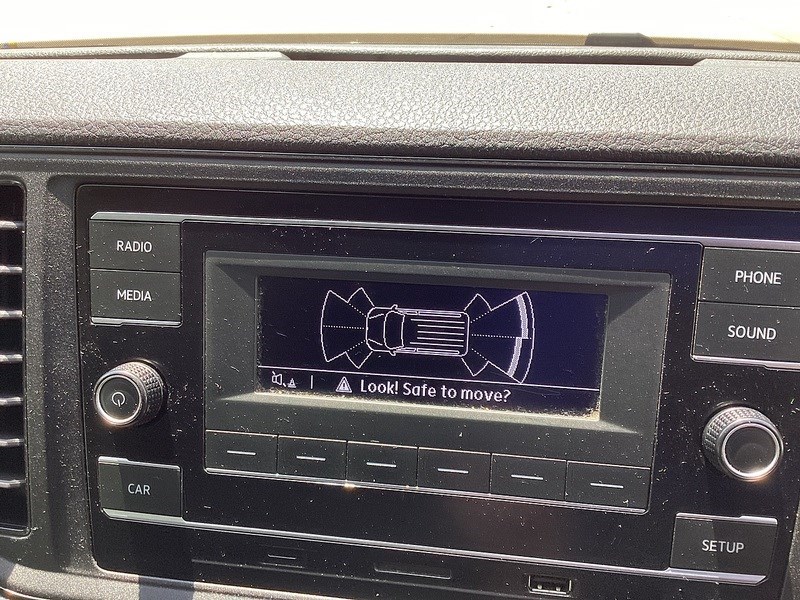 RADIO
MEDIA
PHONE
SOUND
Look! Safe to move?
CAR
SETUP